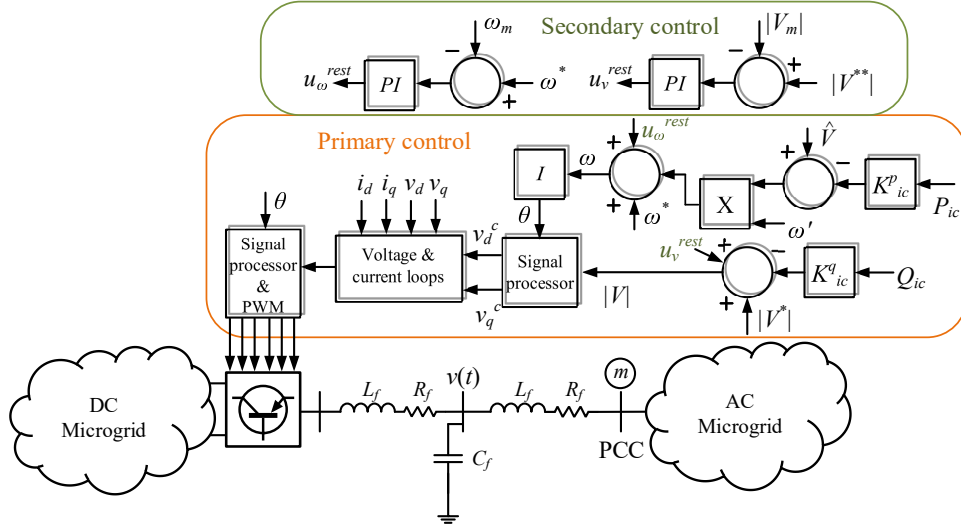 Secondary control
ω_m
|V_m|
u_ω^rest
PI
ω*
u_v^rest
PI
|V**|
− + − +
Primary control
u_ω^rest
V̂
I
ω
+ + + −
X
K_ic^p
P_ic
ω*
ω'
θ
i_d i_q v_d v_q
θ
Signal
processor
&
PWM
Voltage &
current loops
v_d^c
v_q^c
Signal
processor
|V|
u_v^rest
+ − +
K_ic^q
Q_ic
|V*|
DC
Microgrid
L_f
R_f
v(t)
L_f
R_f
C_f
m
PCC
AC
Microgrid